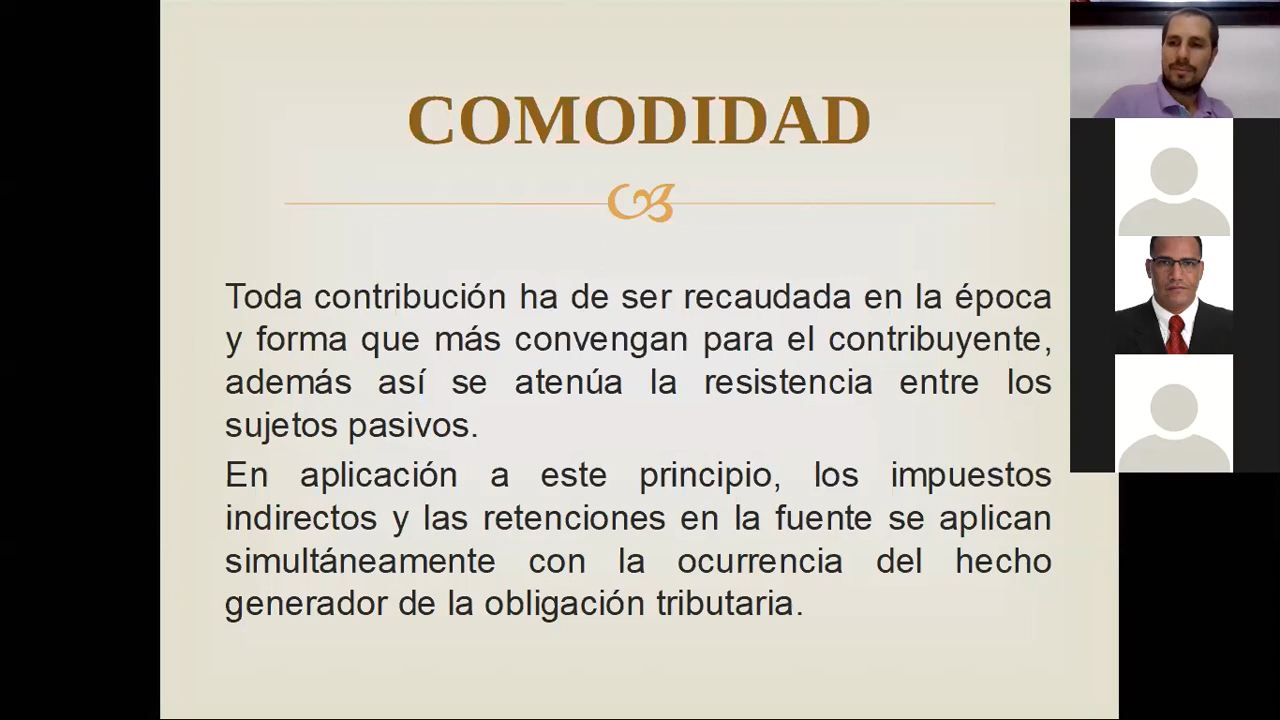 COMODIDAD
Toda contribución ha de ser recaudada en la época
y forma que más convengan para el contribuyente,
además así se atenúa la resistencia entre los
sujetos pasivos.
En aplicación a este principio, los impuestos
indirectos y las retenciones en la fuente se aplican
simultáneamente con la ocurrencia del hecho
generador de la obligación tributaria.